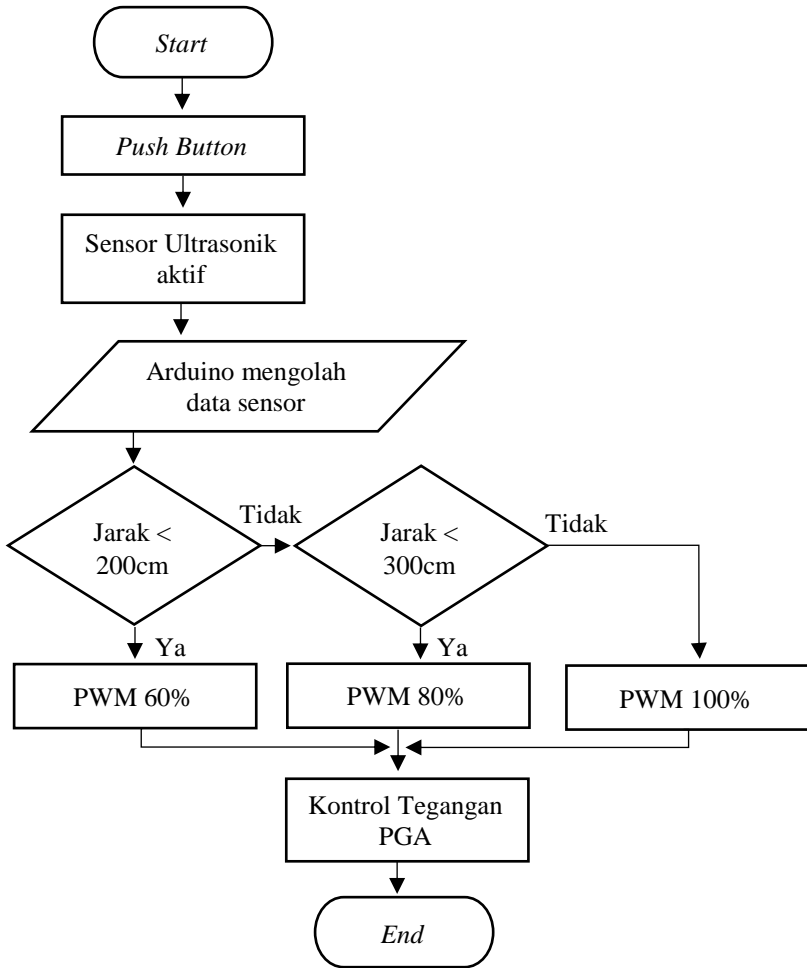 Start
Push Button
Sensor Ultrasonik
aktif
Arduino mengolah
data sensor
Jarak <
200cm
Tidak
Jarak <
300cm
Tidak
Ya
Ya
PWM 60%
PWM 80%
PWM 100%
Kontrol Tegangan
PGA
End